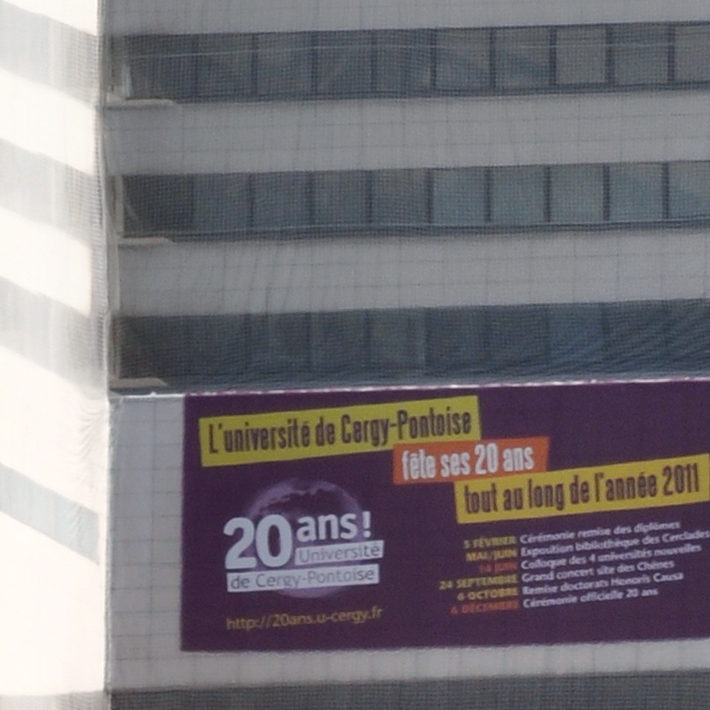 L'université de Cergy-Pontoise
fête ses 20 ans
tout au long de l'année 2011
20 ans!
Université
de Cergy-Pontoise
http://20ans.u-cergy.fr
3 FÉVRIER Cérémonie remise des diplômes
MAI/JUIN Exposition bibliothèque des Cerclades
14 JUIN Colloque des 4 universités nouvelles
24 SEPTEMBRE Grand concert site des Chênes
6 OCTOBRE Remise doctorats Honoris Causa
6 DÉCEMBRE Cérémonie officielle 20 ans